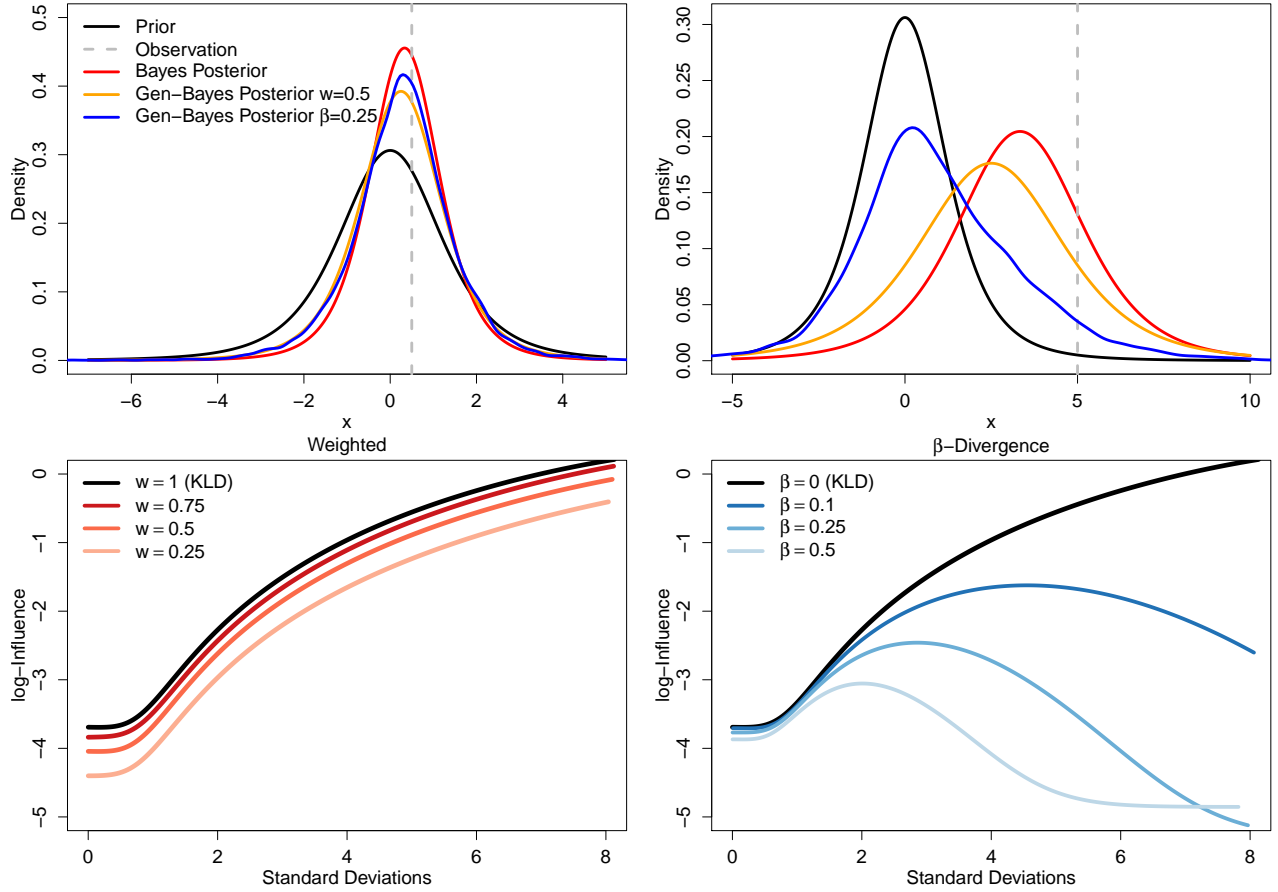 Prior
Observation
Bayes Posterior
Gen−Bayes Posterior w=0.5
Gen−Bayes Posterior β=0.25
0.0
0.1
0.2
0.3
0.4
0.5
Density
−6
−4
−2
0
2
4
x
0.00
0.05
0.10
0.15
0.20
0.25
0.30
Density
−5
0
5
10
x
Weighted
w = 1 (KLD)
w = 0.75
w = 0.5
w = 0.25
0
−1
−2
−3
−4
−5
log−Influence
0
2
4
6
8
Standard Deviations
β−Divergence
β = 0 (KLD)
β = 0.1
β = 0.25
β = 0.5
0
−1
−2
−3
−4
−5
log−Influence
0
2
4
6
8
Standard Deviations